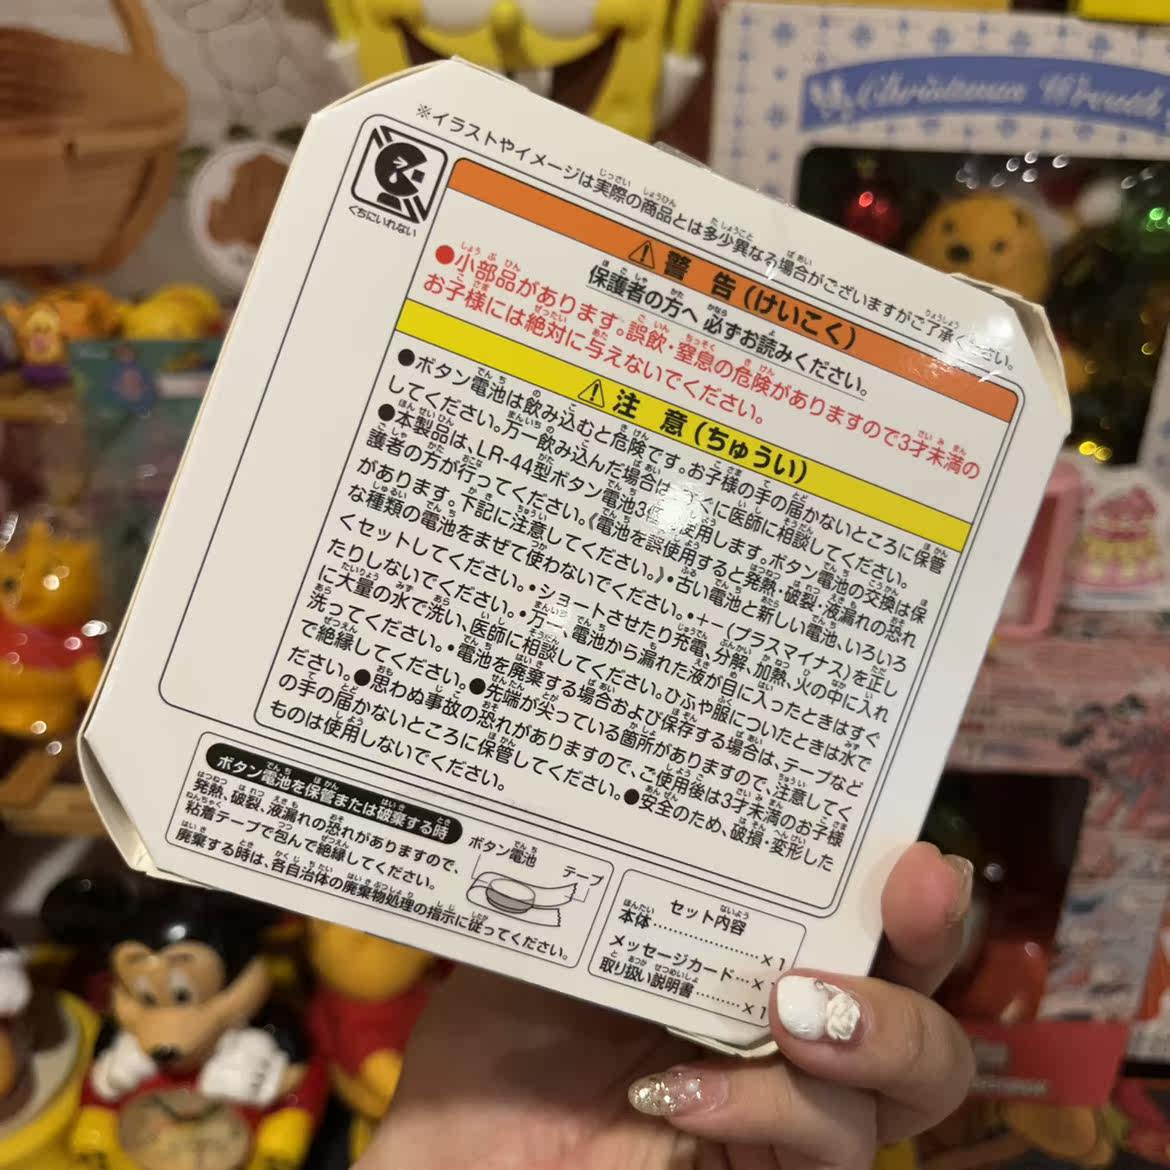 ※イラストやイメージは実際の商品とは多少異なる場合がございますがご了承ください。
くちにいれない
⚠ 警告(けいこく)
保護者の方へ 必ずお読みください。
●小部品があります。誤飲・窒息の危険がありますので3才未満の
お子様には絶対に与えないでください。
⚠ 注意(ちゅうい)
●ボタン電池は飲み込むと危険です。お子様の手の届かないところに保管
してください。万一飲み込んだ場合はすぐに医師に相談してください。
●本製品は、LR-44型ボタン電池3個を使用します。ボタン電池の交換は保
護者の方が行ってください。《電池を誤使用すると発熱・破裂・液漏れの恐れ
があります。下記に注意してください。》・古い電池と新しい電池、いろいろ
な種類の電池をまぜて使わないでください。・+−(プラスマイナス)を正し
くセットしてください。・ショートさせたり充電、分解、加熱、火の中に入れ
たりしないでください。・万一、電池から漏れた液が目に入ったときはすぐ
に大量の水で洗い、医師に相談してください。ひふや服についたときは水で
洗ってください。・電池を廃棄する場合および保存する場合は、テープなど
で絶縁してください。●先端が尖っている箇所がありますので、注意してく
ださい。●思わぬ事故の恐れがありますので、ご使用後は3才未満のお子様
の手の届かないところに保管してください。●安全のため、破損・変形した
ものは使用しないでください。
ボタン電池を保管または破棄する時
発熱、破裂、液漏れの恐れがありますので、
粘着テープで包んで絶縁してください。
廃棄する時は、各自治体の廃棄物処理の指示に従ってください。
ボタン電池
テープ
セット内容
本体……………×1
メッセージカード…×1
取り扱い説明書………×1
Christmas Wreath